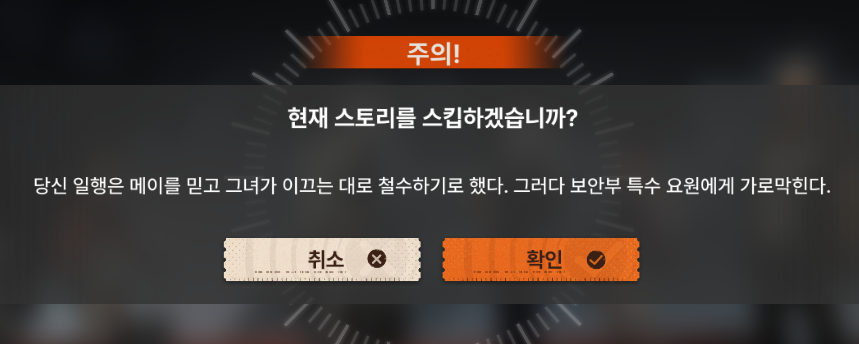 주의!
현재 스토리를 스킵하겠습니까?
당신 일행은 메이를 믿고 그녀가 이끄는 대로 철수하기로 했다. 그러다 보안부 특수 요원에게 가로막힌다.
취소
확인